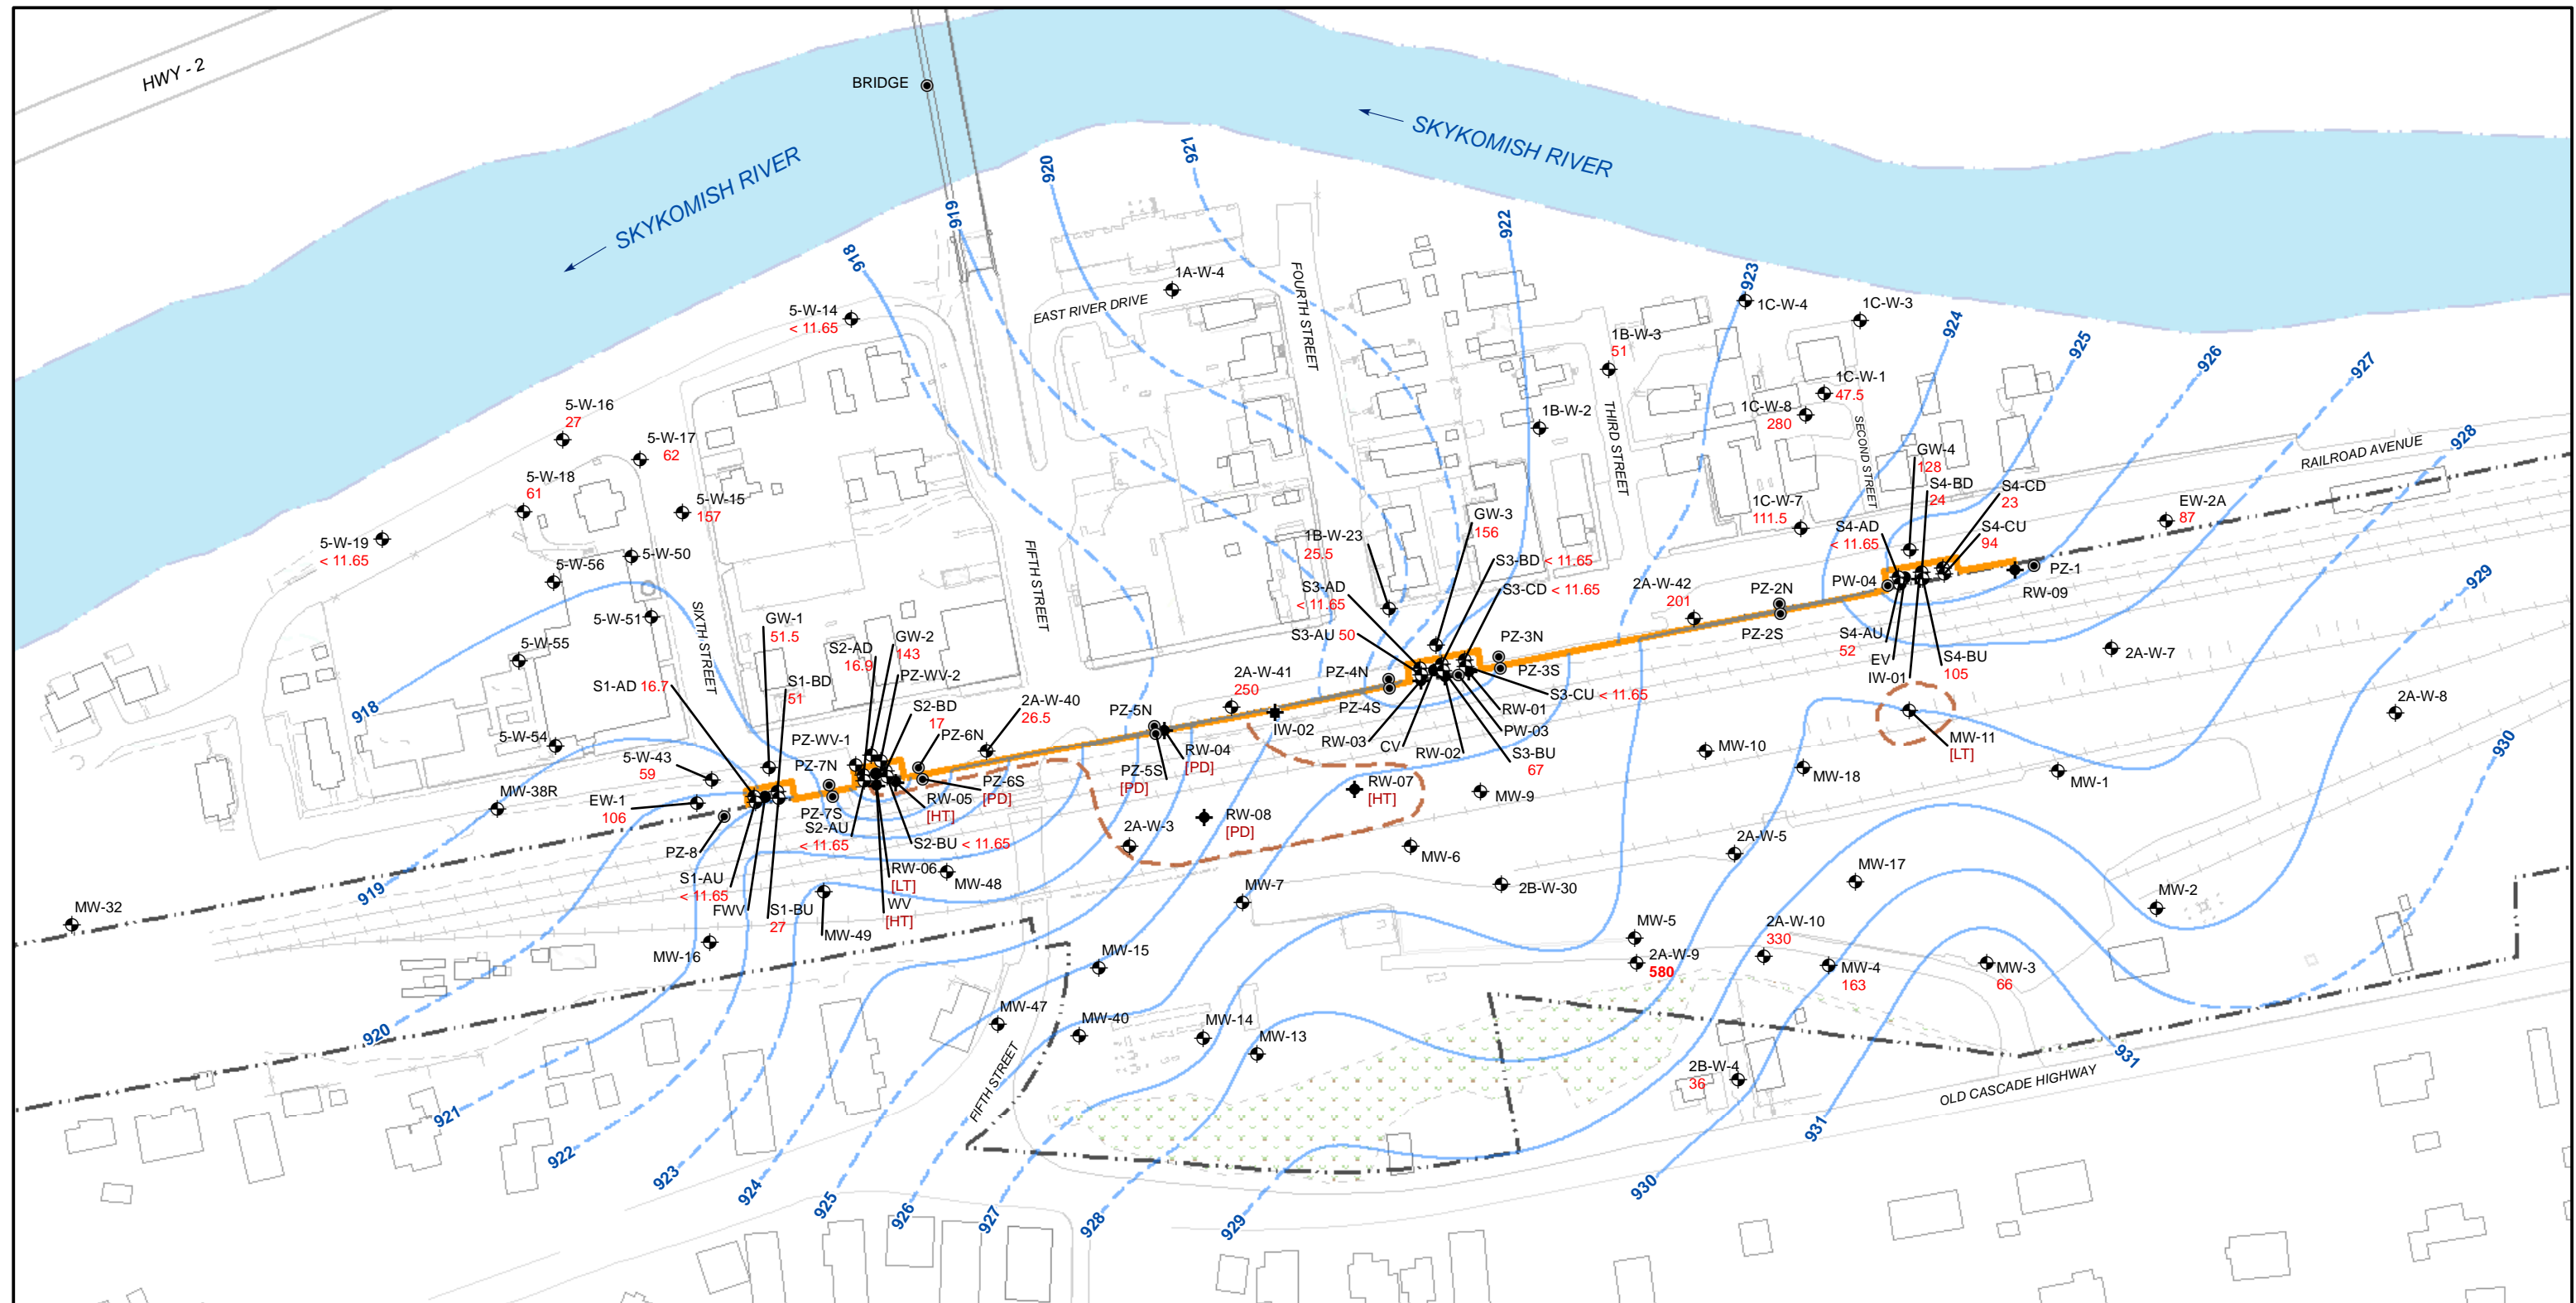 HWY - 2
BRIDGE
SKYKOMISH RIVER
SKYKOMISH RIVER
921
920
919
922
918
923
924
925
926
927
928
929
930
1A-W-4
EAST RIVER DRIVE
FOURTH STREET
5-W-14
< 11.65
1C-W-4
1C-W-3
1B-W-3
51
1C-W-1
47.5
1C-W-8
280
1B-W-2
THIRD STREET
SECOND STREET
5-W-16
27
5-W-17
62
5-W-18
61
5-W-15
157
5-W-19
< 11.65
5-W-50
5-W-56
5-W-51
5-W-55
5-W-54
SIXTH STREET
FIFTH STREET
GW-4
128
S4-BD
24
S4-CD
23
S4-AD
< 11.65
S4-CU
94
EW-2A
87
RAILROAD AVENUE
1C-W-7
111.5
GW-3
156
1B-W-23
25.5
S3-BD < 11.65
S3-CD < 11.65
S3-AD
< 11.65
S3-AU 50
2A-W-42
201
PZ-2N
PZ-2S
PW-04
PZ-1
RW-09
S4-AU
52
EV
IW-01
S4-BU
105
2A-W-7
2A-W-8
PZ-3N
PZ-3S
S3-CU < 11.65
RW-01
PW-03
S3-BU
67
RW-02
CV
RW-03
PZ-4N
PZ-4S
IW-02
2A-W-41
250
PZ-5N
PZ-5S
[PD]
RW-04
[PD]
GW-1
51.5
S2-AD
16.9
GW-2
143
PZ-WV-2
S1-AD 16.7
S1-BD
51
S2-BD
17
2A-W-40
26.5
PZ-6N
PZ-WV-1
PZ-7N
PZ-6S
[PD]
RW-05
[HT]
PZ-7S
S2-AU
< 11.65
S2-BU < 11.65
RW-06
[LT]
WV
[HT]
5-W-43
59
MW-38R
EW-1
106
PZ-8
S1-AU
< 11.65
FWV
S1-BU
27
MW-49
MW-48
MW-16
MW-32
918
919
920
921
922
923
924
925
926
927
928
929
930
931
931
2A-W-3
RW-08
[PD]
RW-07
[HT]
MW-9
MW-6
MW-7
2B-W-30
MW-10
MW-18
MW-11
[LT]
MW-1
2A-W-5
MW-17
MW-2
MW-5
2A-W-9
580
2A-W-10
330
MW-4
163
MW-3
66
MW-15
MW-47
MW-40
MW-14
MW-13
FIFTH STREET
2B-W-4
36
OLD CASCADE HIGHWAY